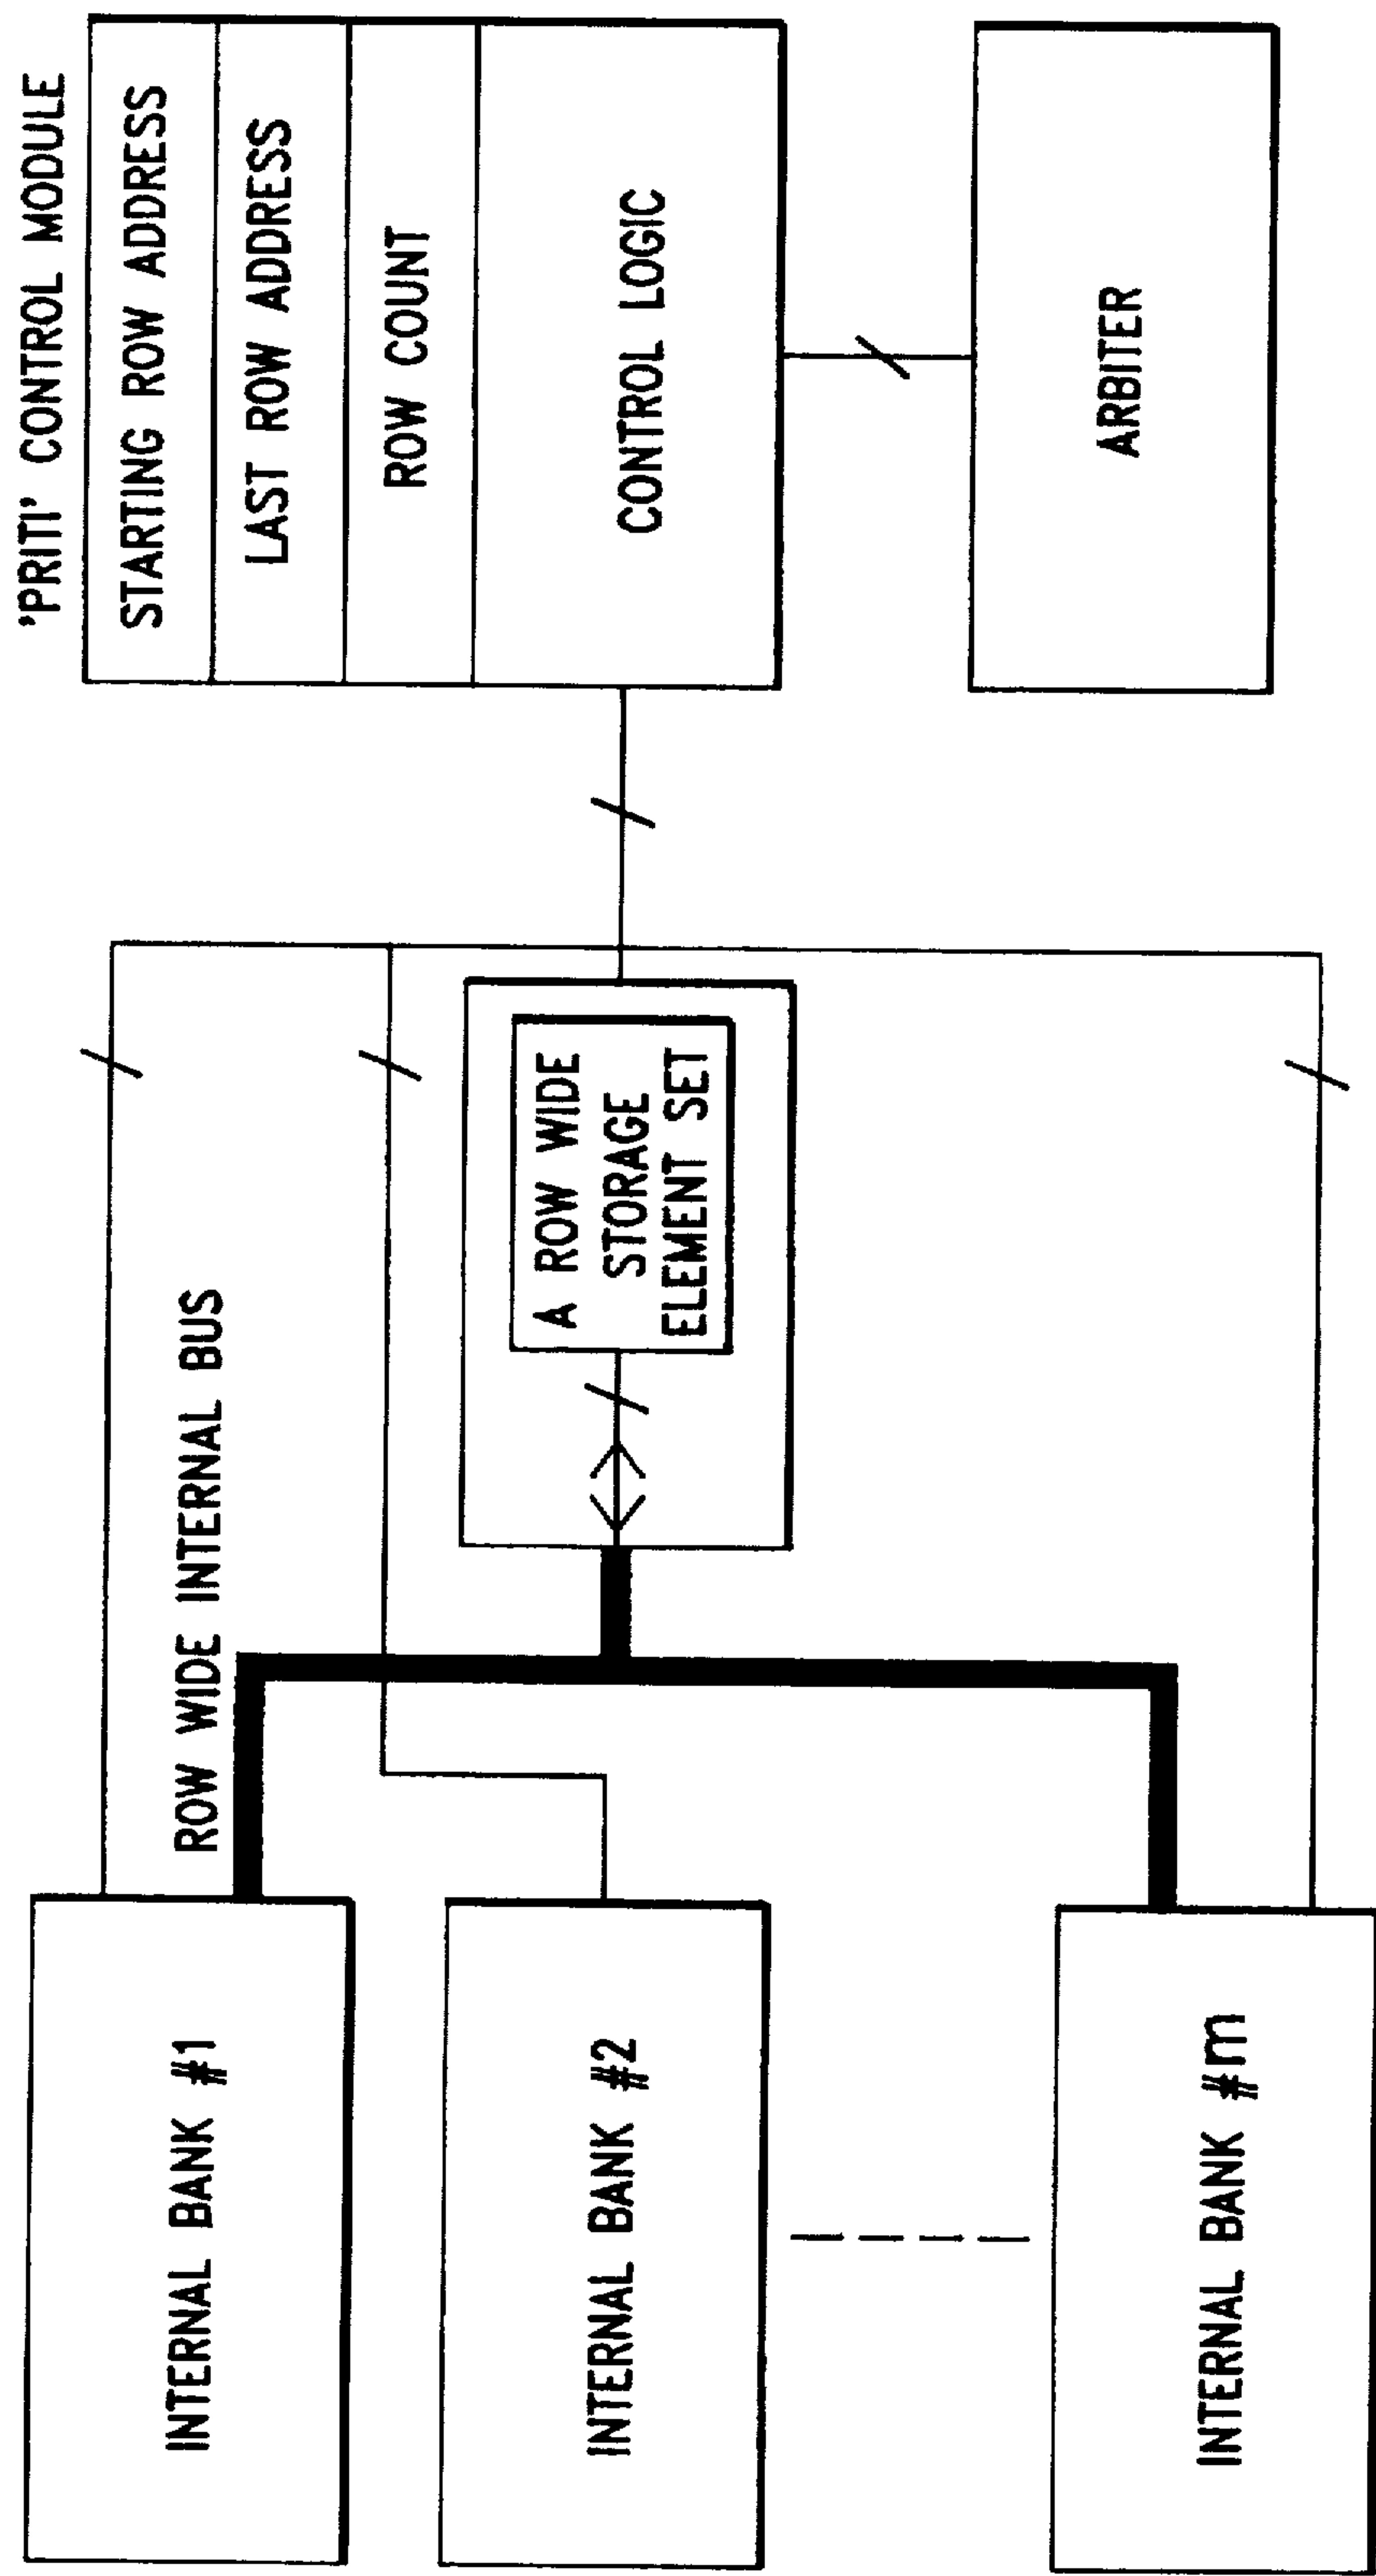 'PRITI' CONTROL MODULE
STARTING ROW ADDRESS
LAST ROW ADDRESS
ROW COUNT
CONTROL LOGIC
ARBITER
ROW WIDE INTERNAL BUS
A ROW WIDE
STORAGE
ELEMENT SET
INTERNAL BANK #1
INTERNAL BANK #2
INTERNAL BANK #m